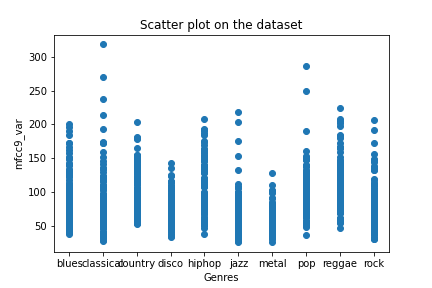 Scatter plot on the dataset
mfcc9_var
300
250
200
150
100
50
blues classical country disco hiphop jazz metal pop reggae rock
Genres